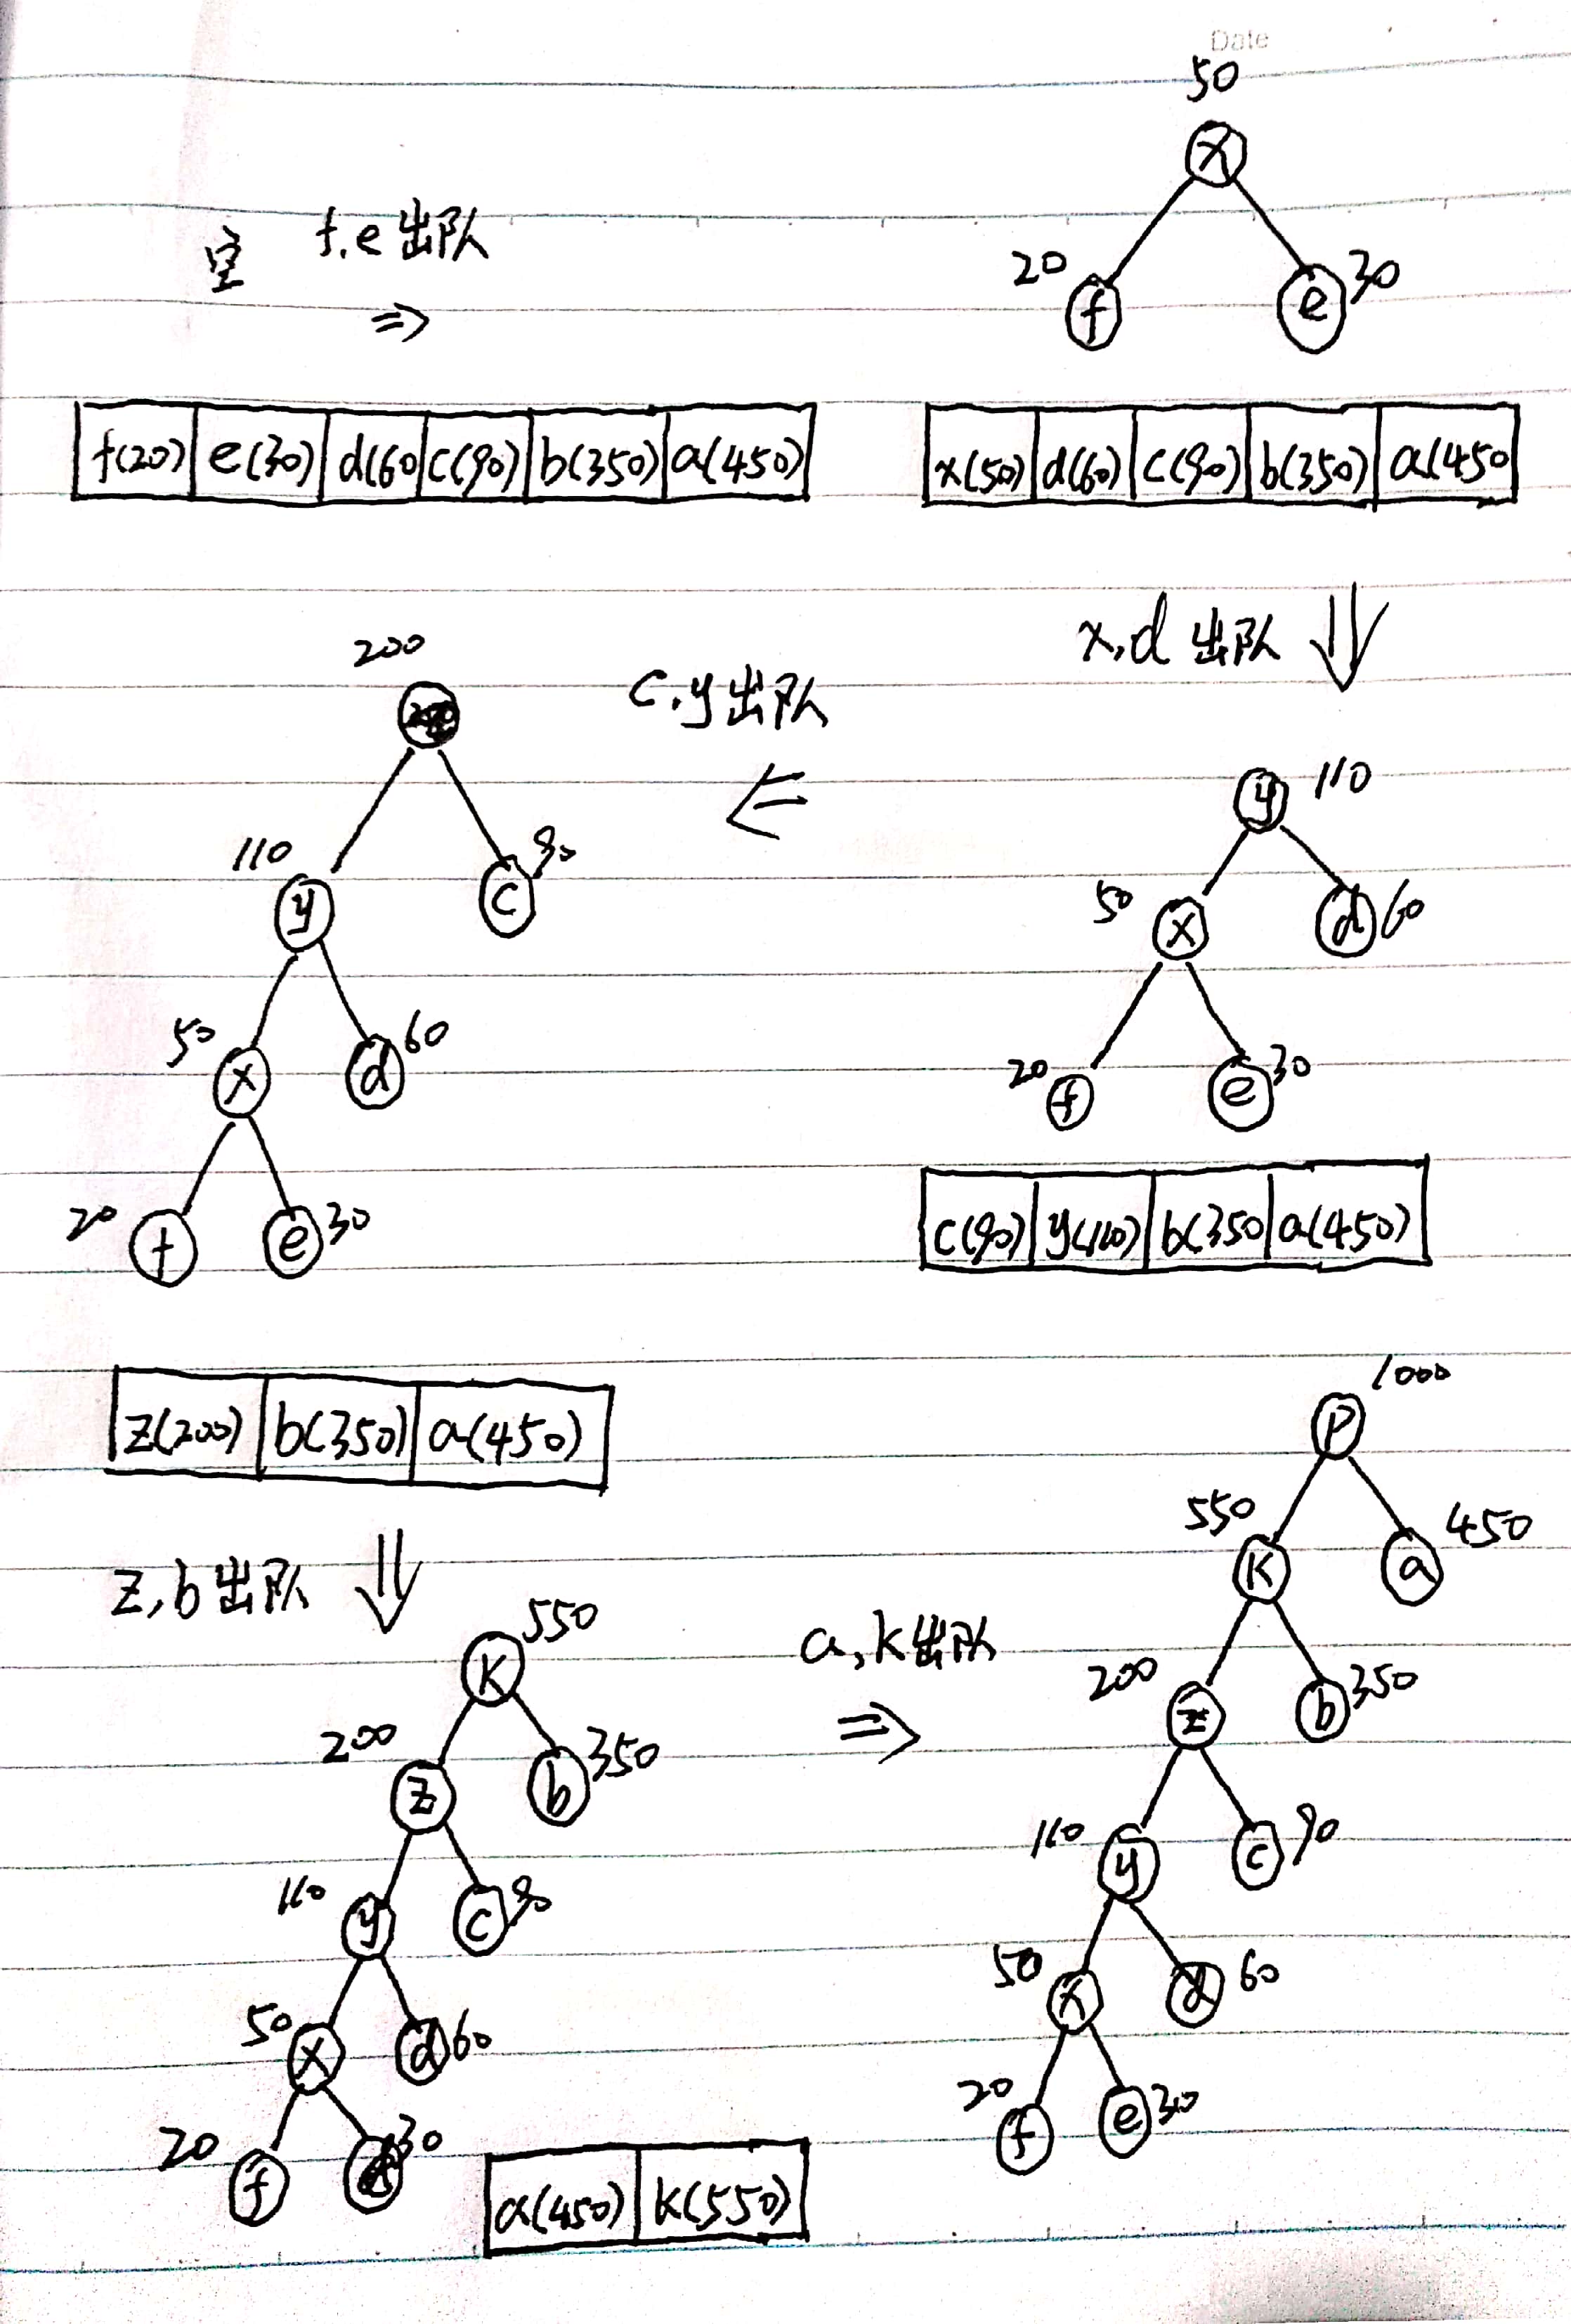 Date
50
x
空 f.e 出队
20 f e 30
⇒
f(20) e(30) d(60 c(90) b(350) a(450)
x(50) d(60) c(90) b(350) a(450
x,d 出队 ⇓
200
c.y 出队
⇐
y 110
110 y c 90
50 x d 60
50 x d 60
20 f e 30
20 f e 30
c(90) y(110) b(350 a(450)
z(200) b(350) a(450)
z,b 出队 ⇓
K 550
200 z b 350
110 y c 90
50 x d 60
20 f 30
a(450) k(550)
a,k 出队
⇒
1000
P
550 K a 450
200 z b 350
110 y c 90
50 x d 60
20 f e 30